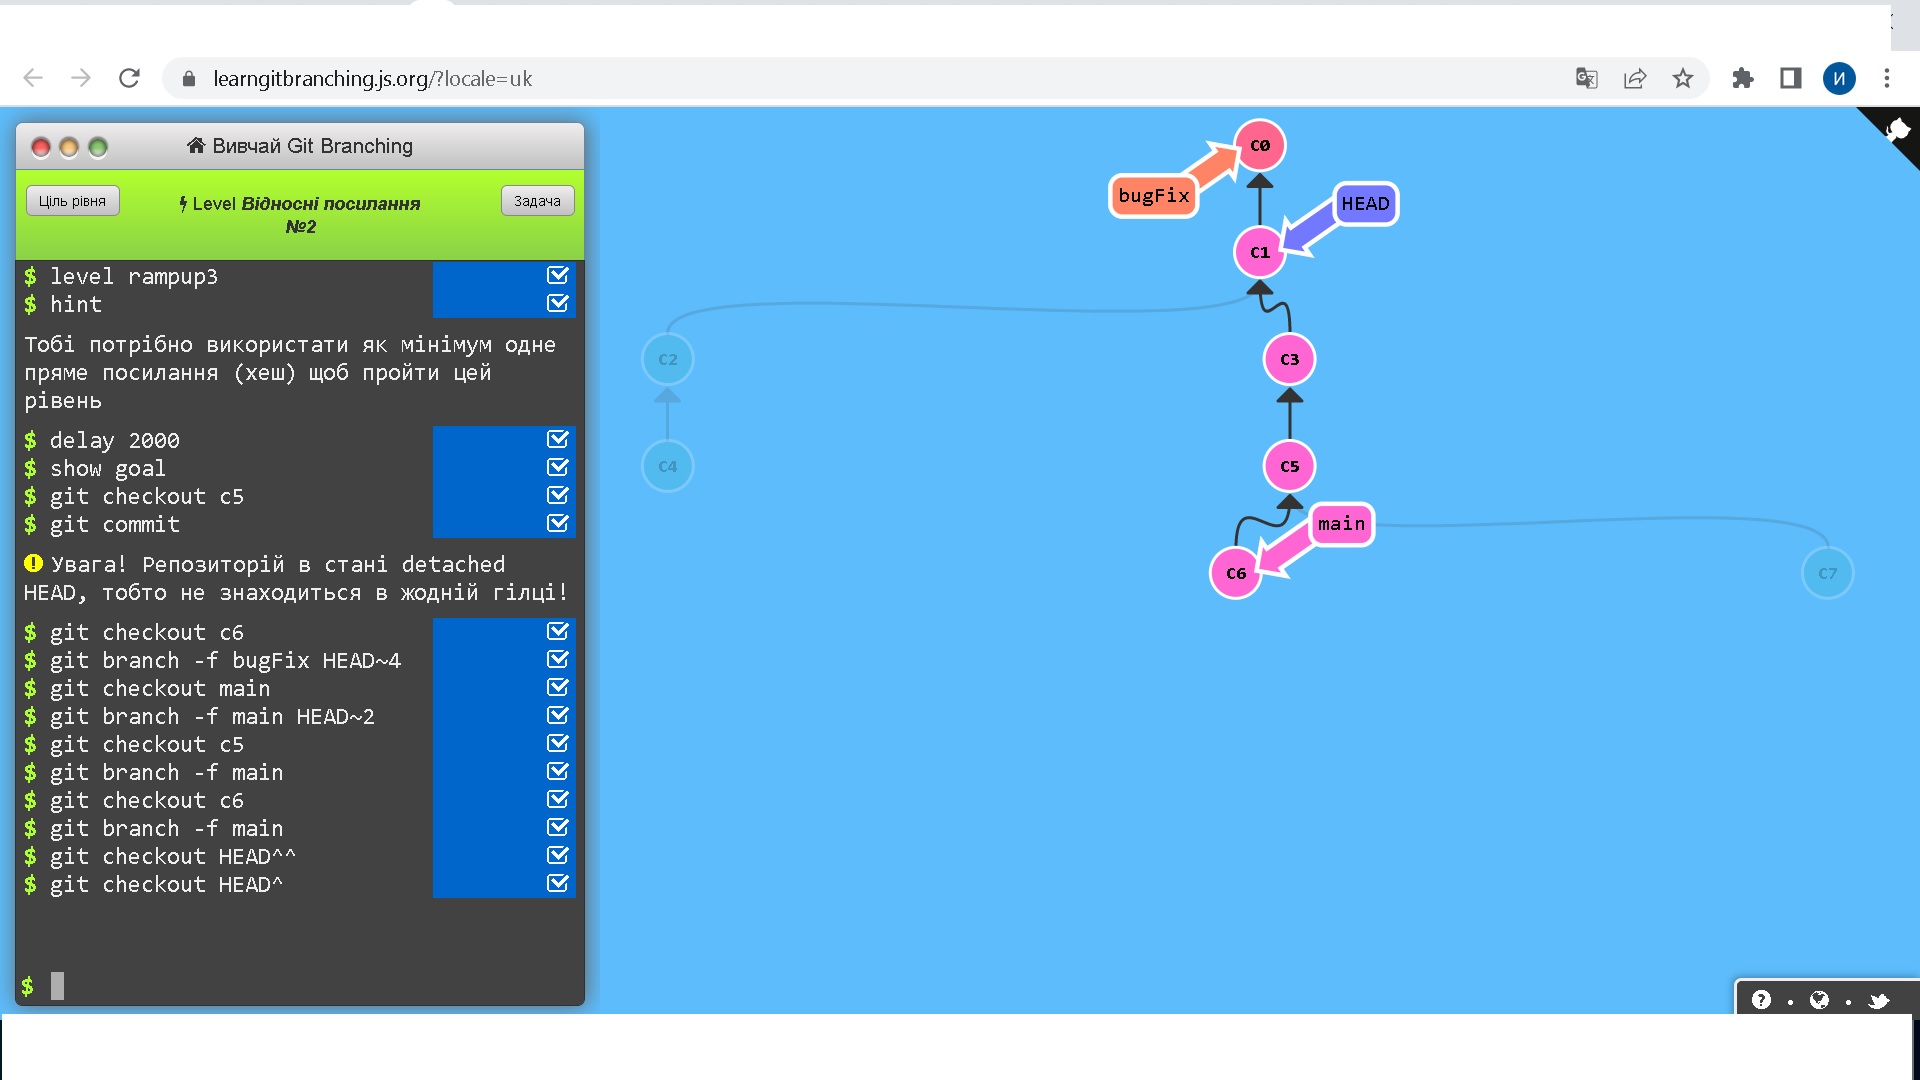 learngitbranching.js.org/?locale=uk
И
Вивчай Git Branching
Ціль рівня
Level Відносні посилання
№2
Задача
$ level rampup3
$ hint
Тобі потрібно використати як мінімум одне
пряме посилання (хеш) щоб пройти цей
рівень
$ delay 2000
$ show goal
$ git checkout c5
$ git commit
Увага! Репозиторій в стані detached
HEAD, тобто не знаходиться в жодній гілці!
$ git checkout c6
$ git branch -f bugFix HEAD~4
$ git checkout main
$ git branch -f main HEAD~2
$ git checkout c5
$ git branch -f main
$ git checkout c6
$ git branch -f main
$ git checkout HEAD^^
$ git checkout HEAD^
$
C0
bugFix
HEAD
C1
C2
C3
C4
C5
main
C6
C7